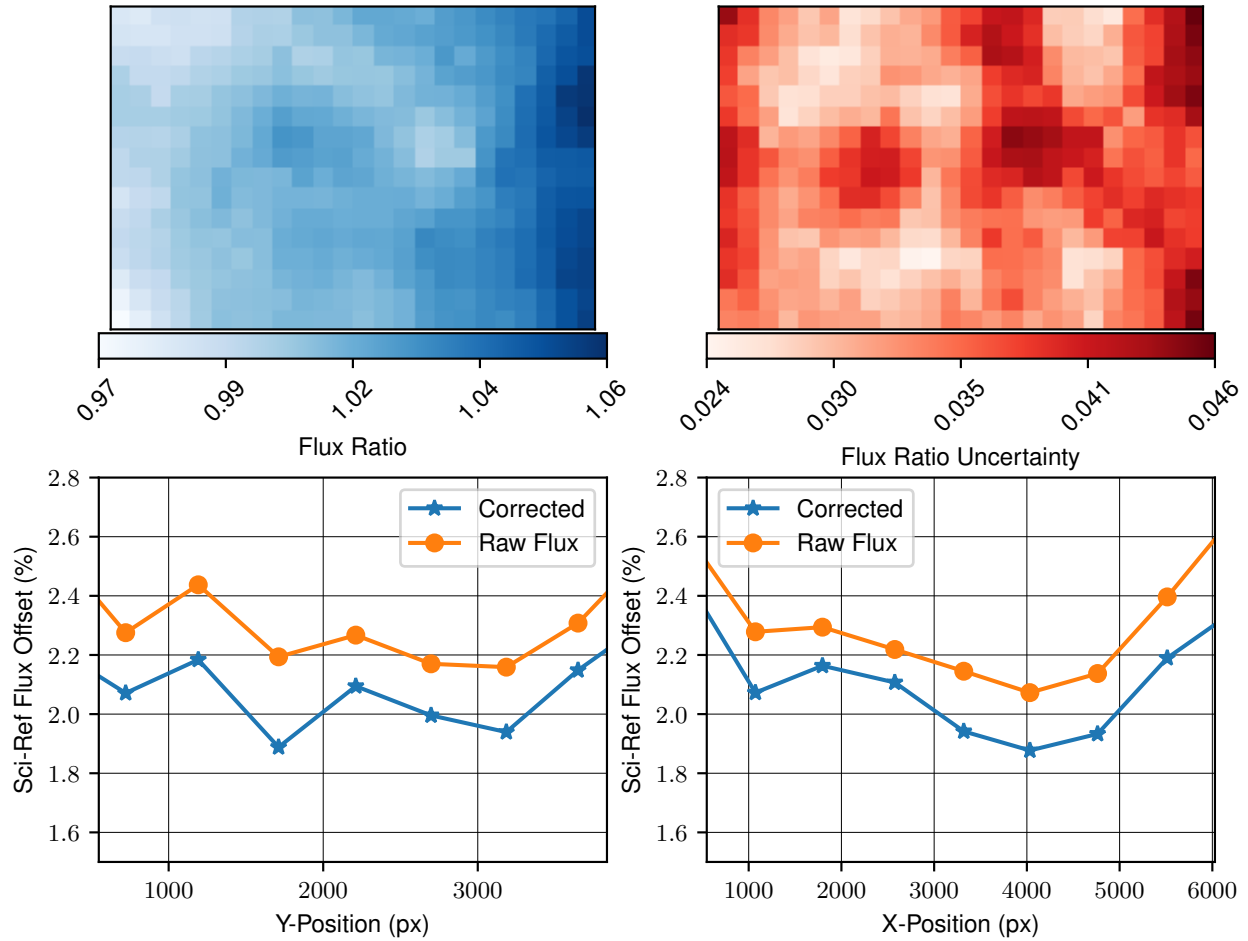 0.97 0.99 1.02 1.04 1.06
Flux Ratio
0.024 0.030 0.035 0.041 0.046
Flux Ratio Uncertainty
Sci-Ref Flux Offset (%)
2.8
2.6
2.4
2.2
2.0
1.8
1.6
Corrected
Raw Flux
1000 2000 3000
Y-Position (px)
Sci-Ref Flux Offset (%)
2.8
2.6
2.4
2.2
2.0
1.8
1.6
Corrected
Raw Flux
1000 2000 3000 4000 5000 6000
X-Position (px)